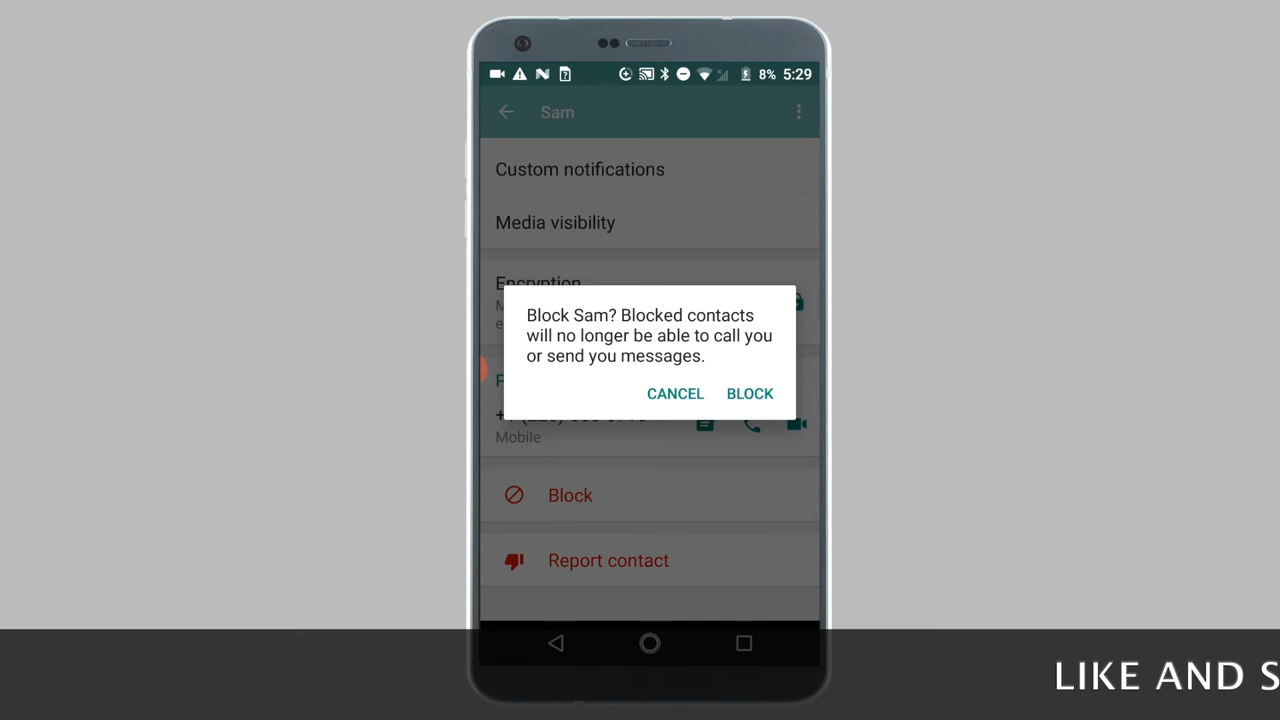 8% 5:29
Sam
Custom notifications
Media visibility
Encryption
Block Sam? Blocked contacts
will no longer be able to call you
or send you messages.
CANCEL BLOCK
Mobile
Block
Report contact
LIKE AND S